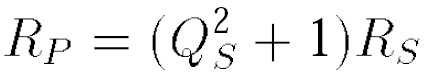 $R_P = (Q_S^2 + 1)R_S$